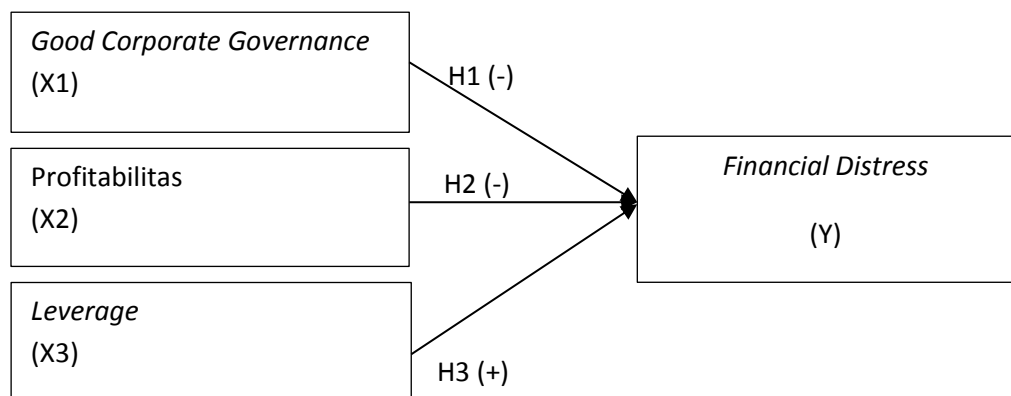 Good Corporate Governance
(X1)
H1 (-)
Profitabilitas
(X2)
H2 (-)
Financial Distress
(Y)
Leverage
(X3)
H3 (+)